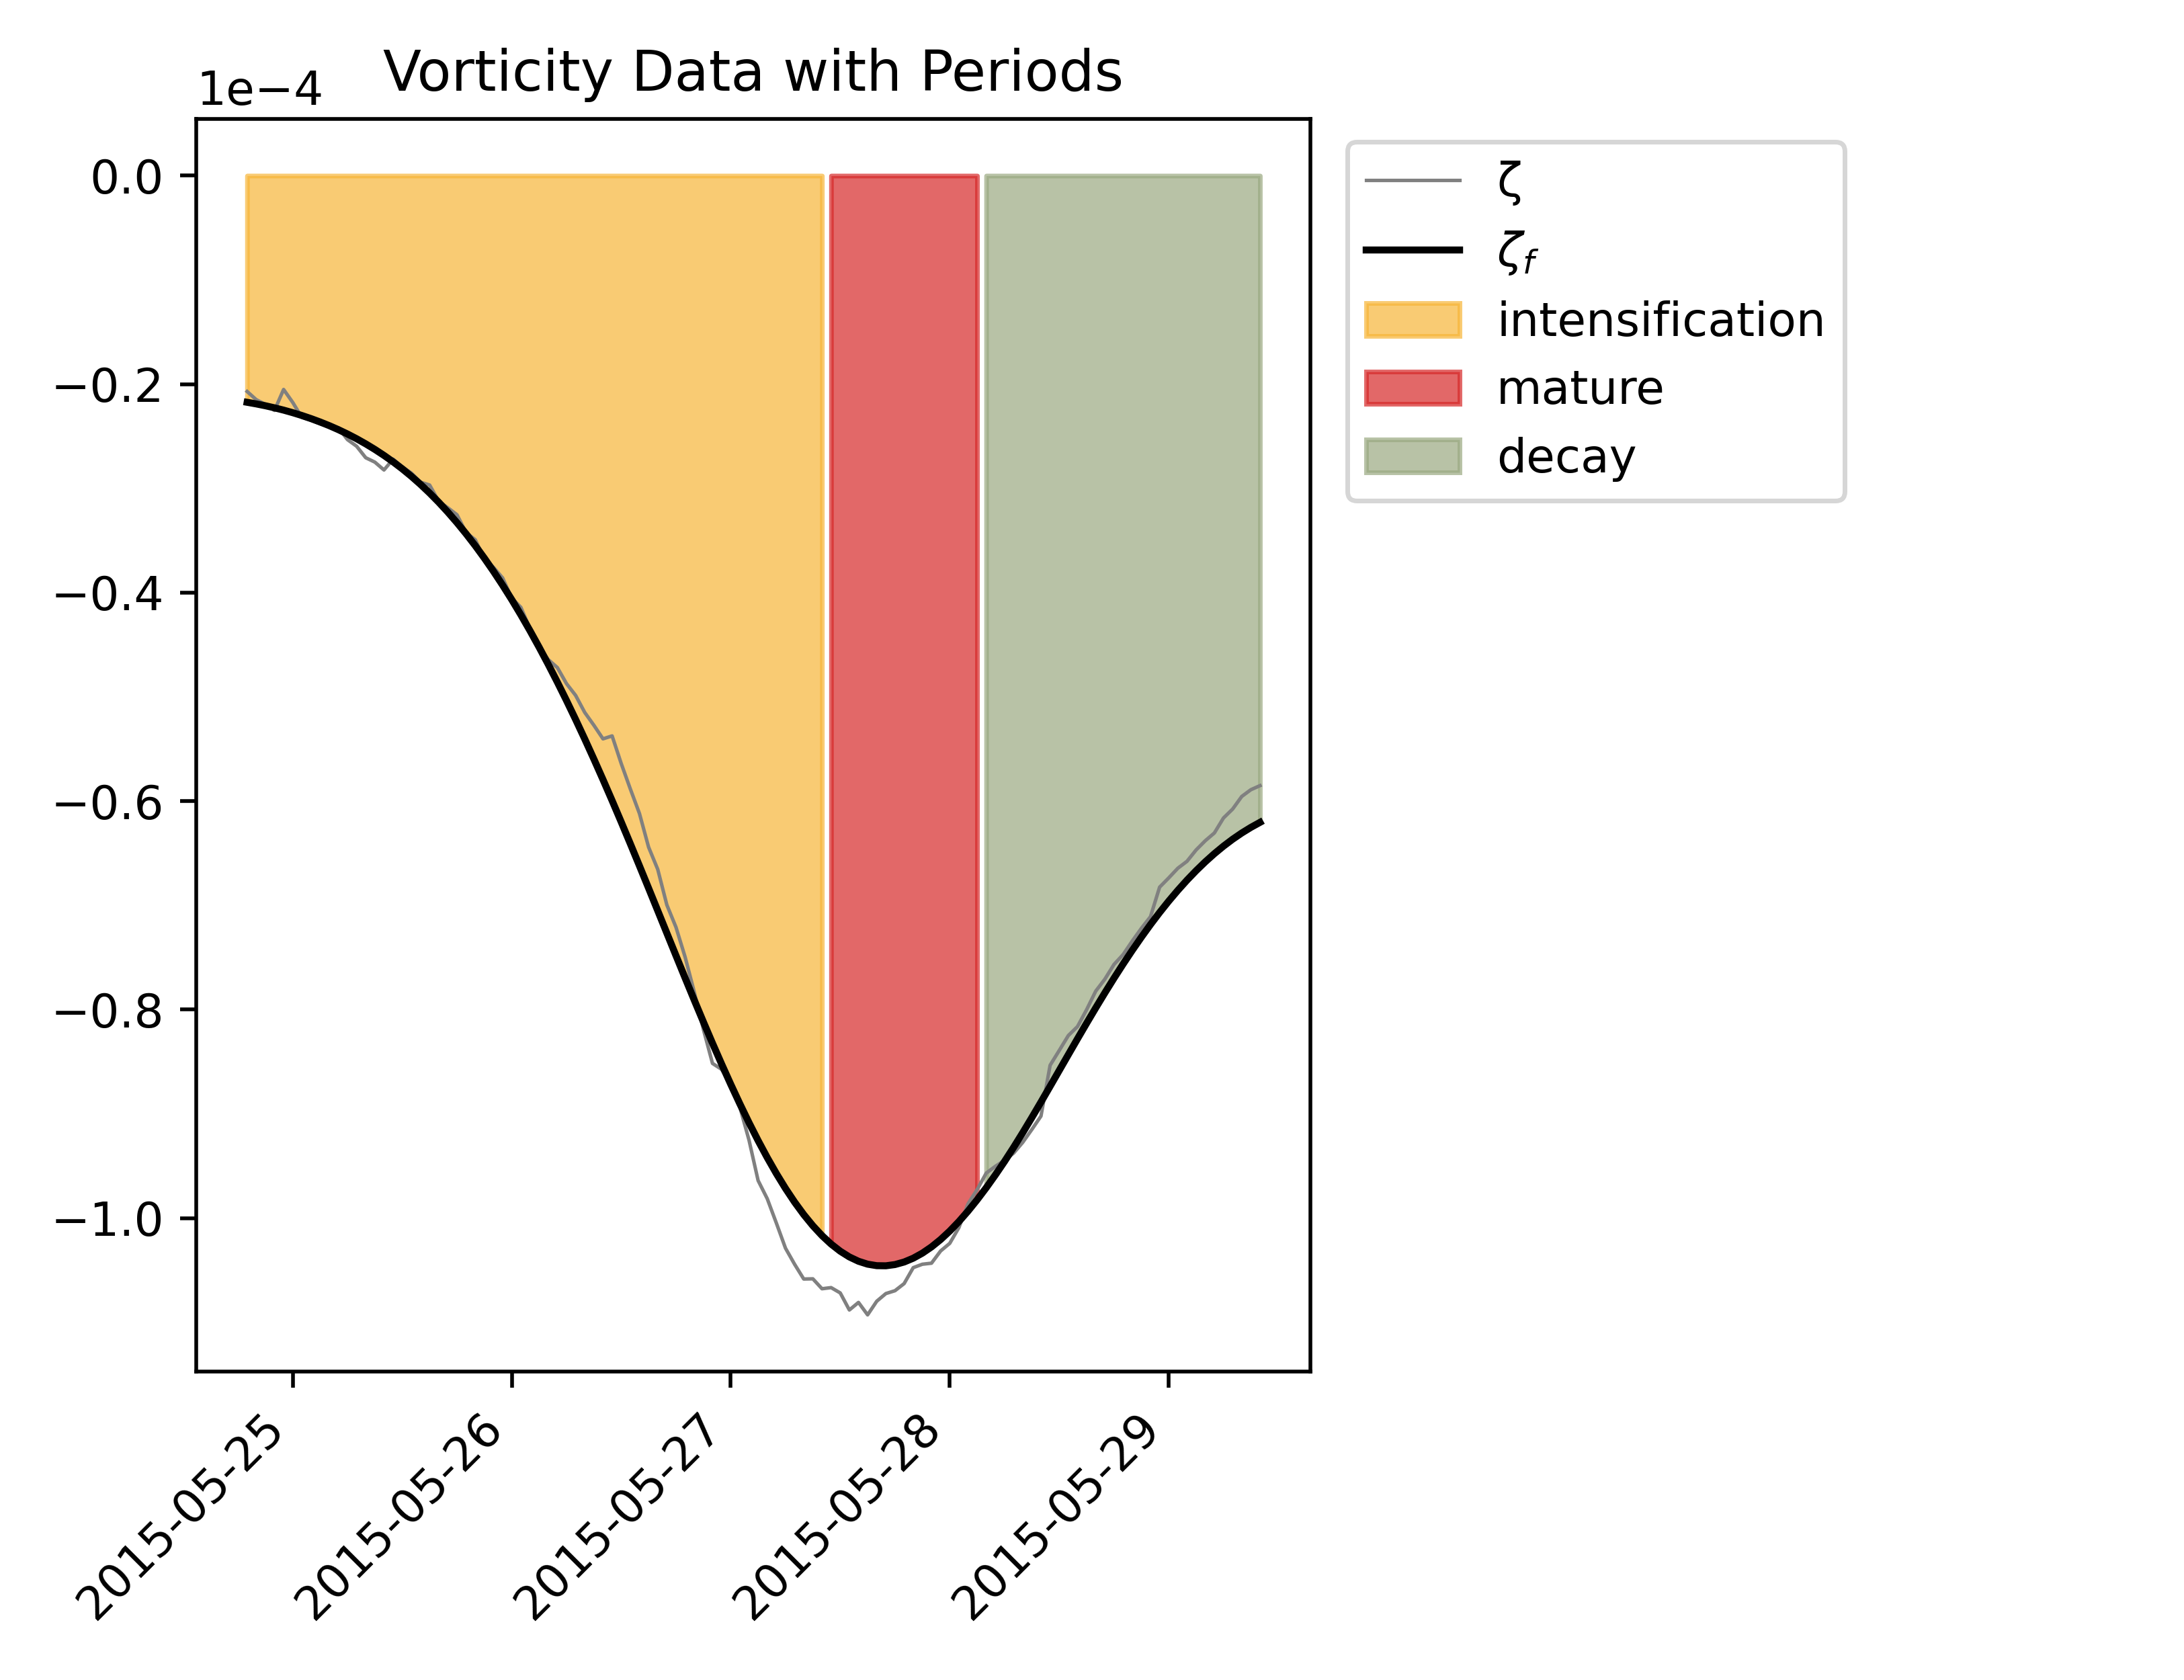 Vorticity Data with Periods
1e−4
0.0
−0.2
−0.4
−0.6
−0.8
−1.0
2015-05-25
2015-05-26
2015-05-27
2015-05-28
2015-05-29
ζ
ζf
intensification
mature
decay